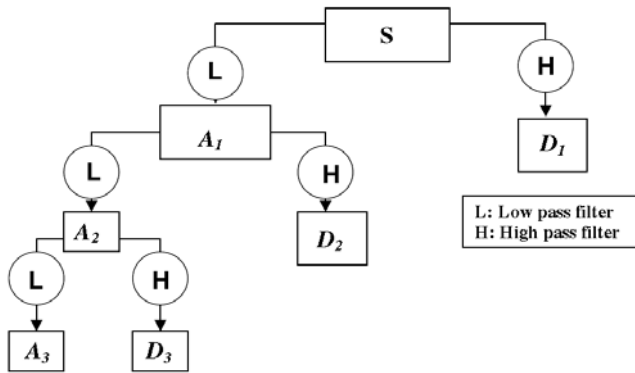 S
L
H
A1
D1
L
H
A2
D2
L: Low pass filter
H: High pass filter
L
H
A3
D3